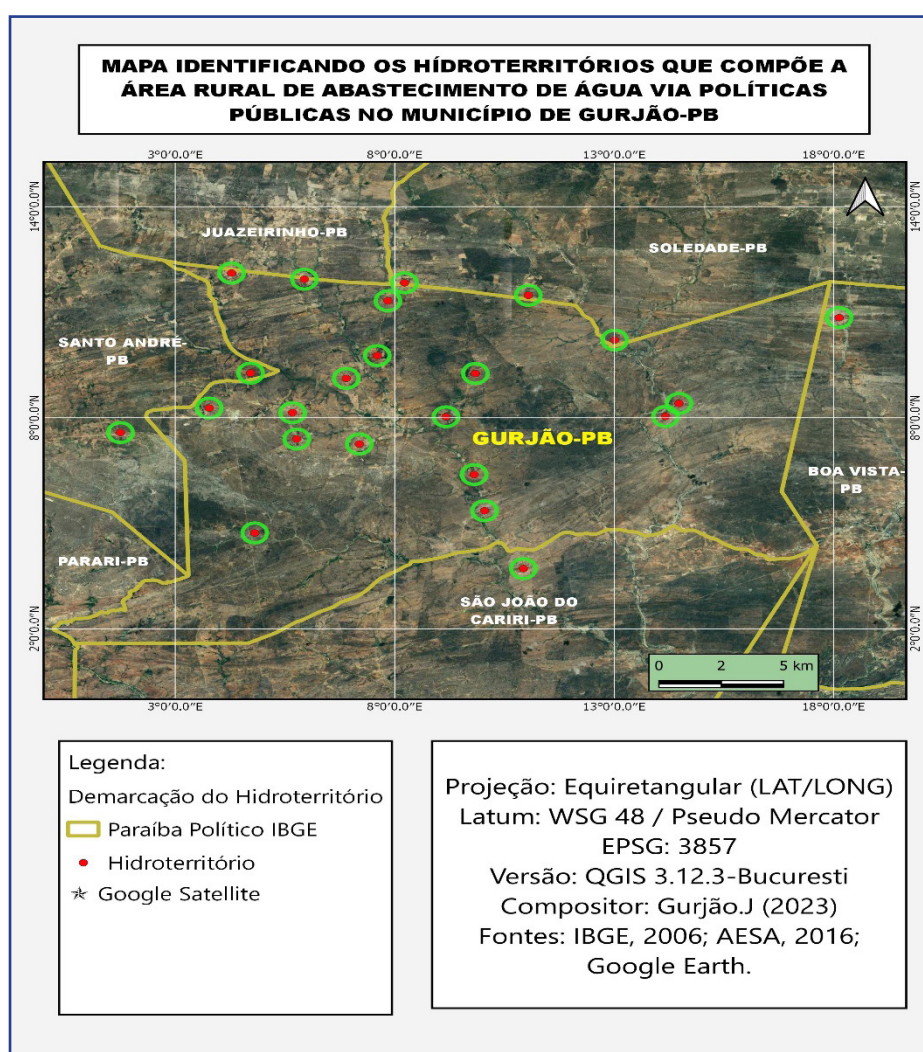 MAPA IDENTIFICANDO OS HÍDROTERRITÓRIOS QUE COMPÕE A
ÁREA RURAL DE ABASTECIMENTO DE ÁGUA VIA POLÍTICAS
PÚBLICAS NO MUNICÍPIO DE GURJÃO-PB
3°0'0.0"E 8°0'0.0"E 13°0'0.0"E 18°0'0.0"E
14°0'0.0"N 14°0'0.0"N
JUAZEIRINHO-PB
SOLEDADE-PB
SANTO ANDRÉ-
PB
8°0'0.0"N 8°0'0.0"N
GURJÃO-PB
BOA VISTA-
PB
PARARI-PB
SÃO JOÃO DO
CARIRI-PB
2°0'0.0"N 2°0'0.0"N
0 2 5 km
3°0'0.0"E 8°0'0.0"E 13°0'0.0"E 18°0'0.0"E
Legenda:
Demarcação do Hidroterritório
Paraíba Político IBGE
Hidroterritório
Google Satellite
Projeção: Equiretangular (LAT/LONG)
Latum: WSG 48 / Pseudo Mercator
EPSG: 3857
Versão: QGIS 3.12.3-Bucuresti
Compositor: Gurjão.J (2023)
Fontes: IBGE, 2006; AESA, 2016;
Google Earth.